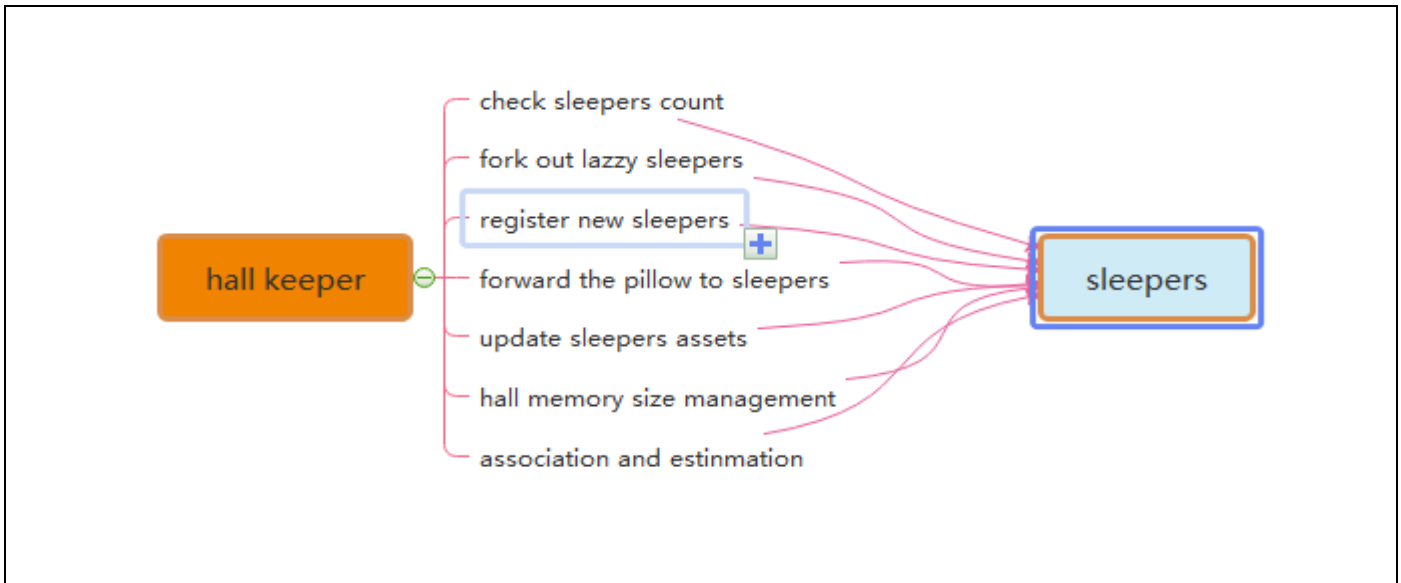 check sleepers count
fork out lazzy sleepers
register new sleepers
hall keeper
forward the pillow to sleepers
sleepers
update sleepers assets
hall memory size management
association and estinmation